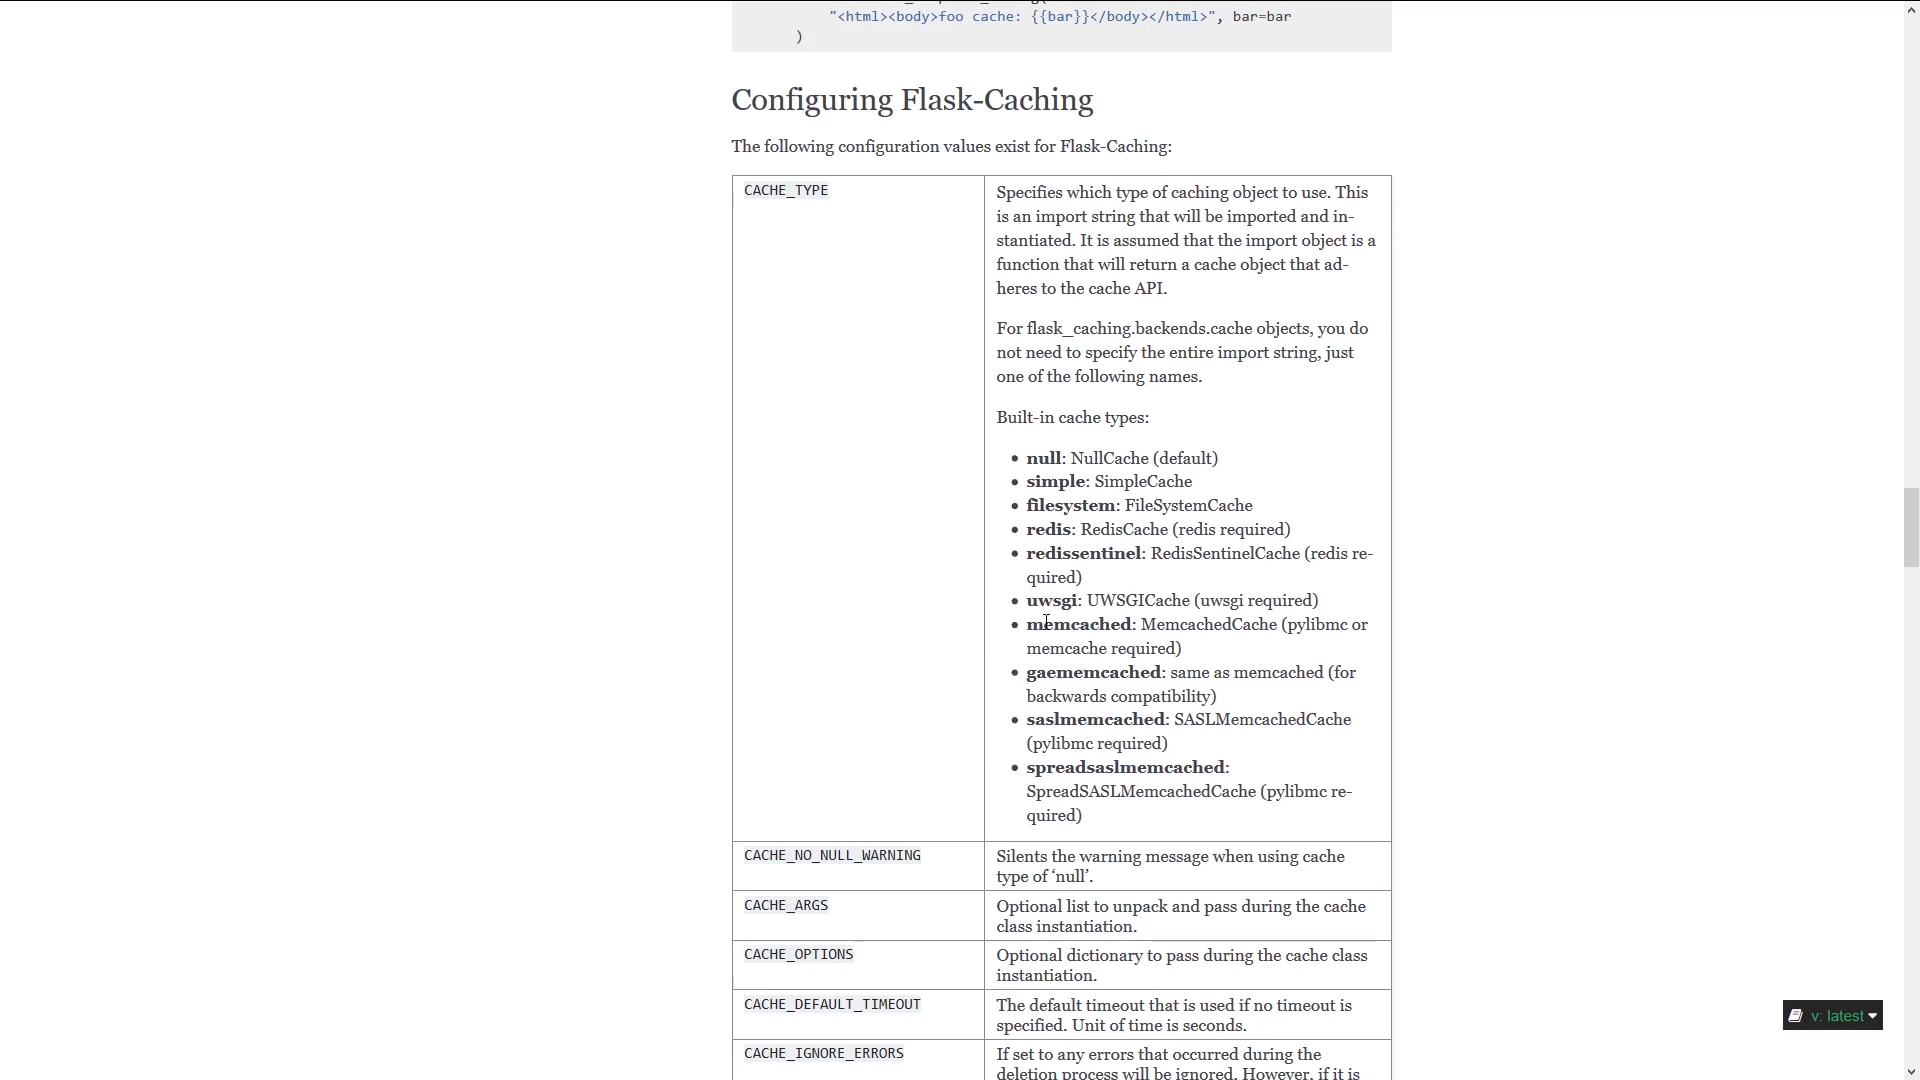 "<html><body>foo cache: {{bar}}</body></html>", bar=bar
)
Configuring Flask-Caching
The following configuration values exist for Flask-Caching:
CACHE_TYPE
Specifies which type of caching object to use. This
is an import string that will be imported and in-
stantiated. It is assumed that the import object is a
function that will return a cache object that ad-
heres to the cache API.
For flask_caching.backends.cache objects, you do
not need to specify the entire import string, just
one of the following names.
Built-in cache types:
• null: NullCache (default)
• simple: SimpleCache
• filesystem: FileSystemCache
• redis: RedisCache (redis required)
• redissentinel: RedisSentinelCache (redis re-
quired)
• uwsgi: UWSGICache (uwsgi required)
• memcached: MemcachedCache (pylibmc or
memcache required)
• gaememcached: same as memcached (for
backwards compatibility)
• saslmemcached: SASLMemcachedCache
(pylibmc required)
• spreadsaslmemcached:
SpreadSASLMemcachedCache (pylibmc re-
quired)
CACHE_NO_NULL_WARNING
Silents the warning message when using cache
type of ‘null’.
CACHE_ARGS
Optional list to unpack and pass during the cache
class instantiation.
CACHE_OPTIONS
Optional dictionary to pass during the cache class
instantiation.
CACHE_DEFAULT_TIMEOUT
The default timeout that is used if no timeout is
specified. Unit of time is seconds.
CACHE_IGNORE_ERRORS
If set to any errors that occurred during the
deletion process will be ignored. However, if it is
v: latest